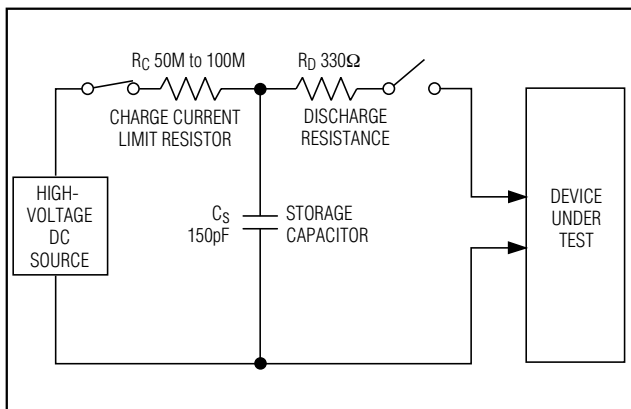 R_C 50M to 100M
CHARGE CURRENT
LIMIT RESISTOR
R_D 330Ω
DISCHARGE
RESISTANCE
HIGH-
VOLTAGE
DC
SOURCE
C_S
150pF
STORAGE
CAPACITOR
DEVICE
UNDER
TEST